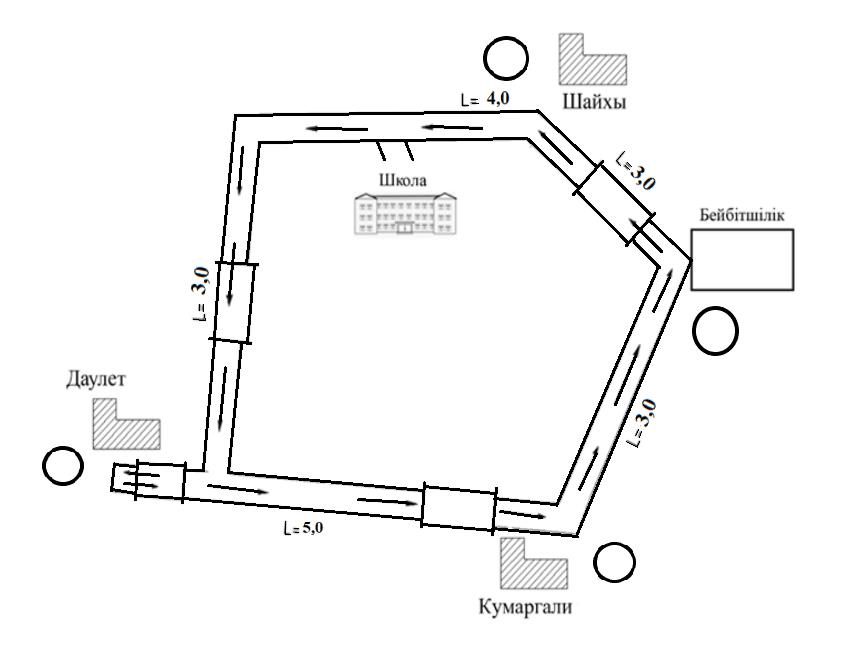 Шайхы
L= 4,0
L=3,0
Школа
Бейбітшілік
L= 3,0
Даулет
L=3,0
L=5,0
Кумаргали